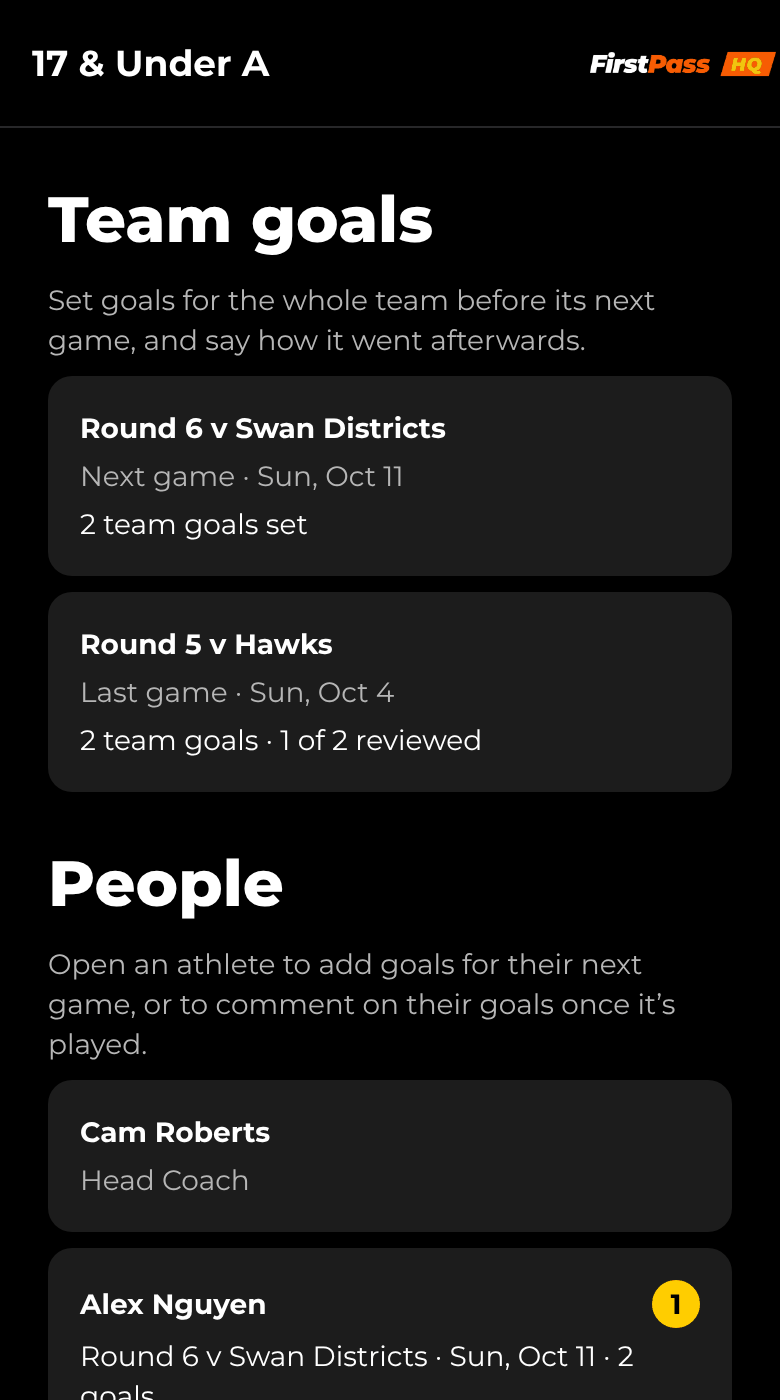 17 & Under A
FirstPass HQ
Team goals
Set goals for the whole team before its next
game, and say how it went afterwards.
Round 6 v Swan Districts
Next game · Sun, Oct 11
2 team goals set
Round 5 v Hawks
Last game · Sun, Oct 4
2 team goals · 1 of 2 reviewed
People
Open an athlete to add goals for their next
game, or to comment on their goals once it’s
played.
Cam Roberts
Head Coach
Alex Nguyen
1
Round 6 v Swan Districts · Sun, Oct 11 · 2
goals